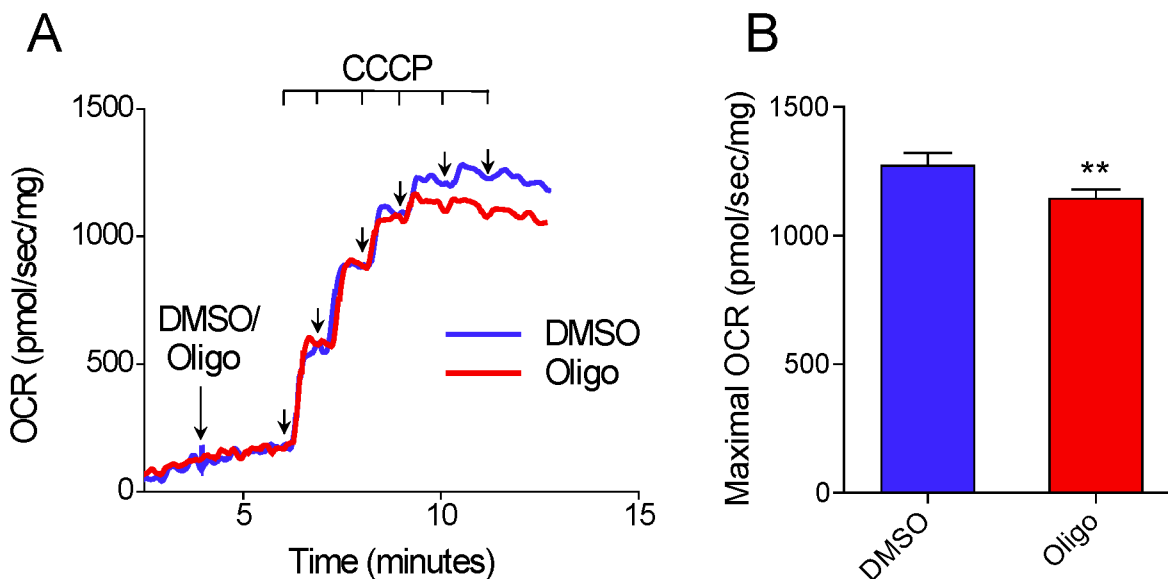 A
CCCP
OCR (pmol/sec/mg)
1500
1000
500
0
DMSO/
Oligo
DMSO
Oligo
5
10
15
Time (minutes)
B
Maximal OCR (pmol/sec/mg)
1500
1000
500
0
**
DMSO
Oligo